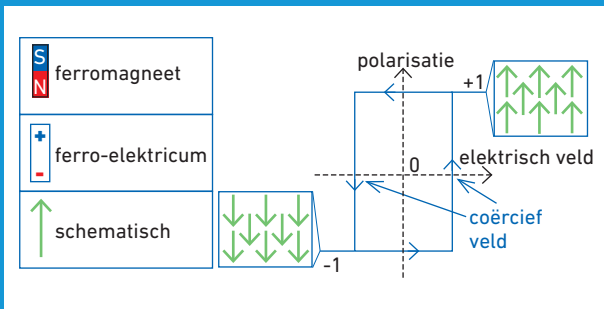 S
N
ferromagneet
+
-
ferro-elektricum
schematisch
polarisatie
+1
0
elektrisch veld
coërcief
veld
-1